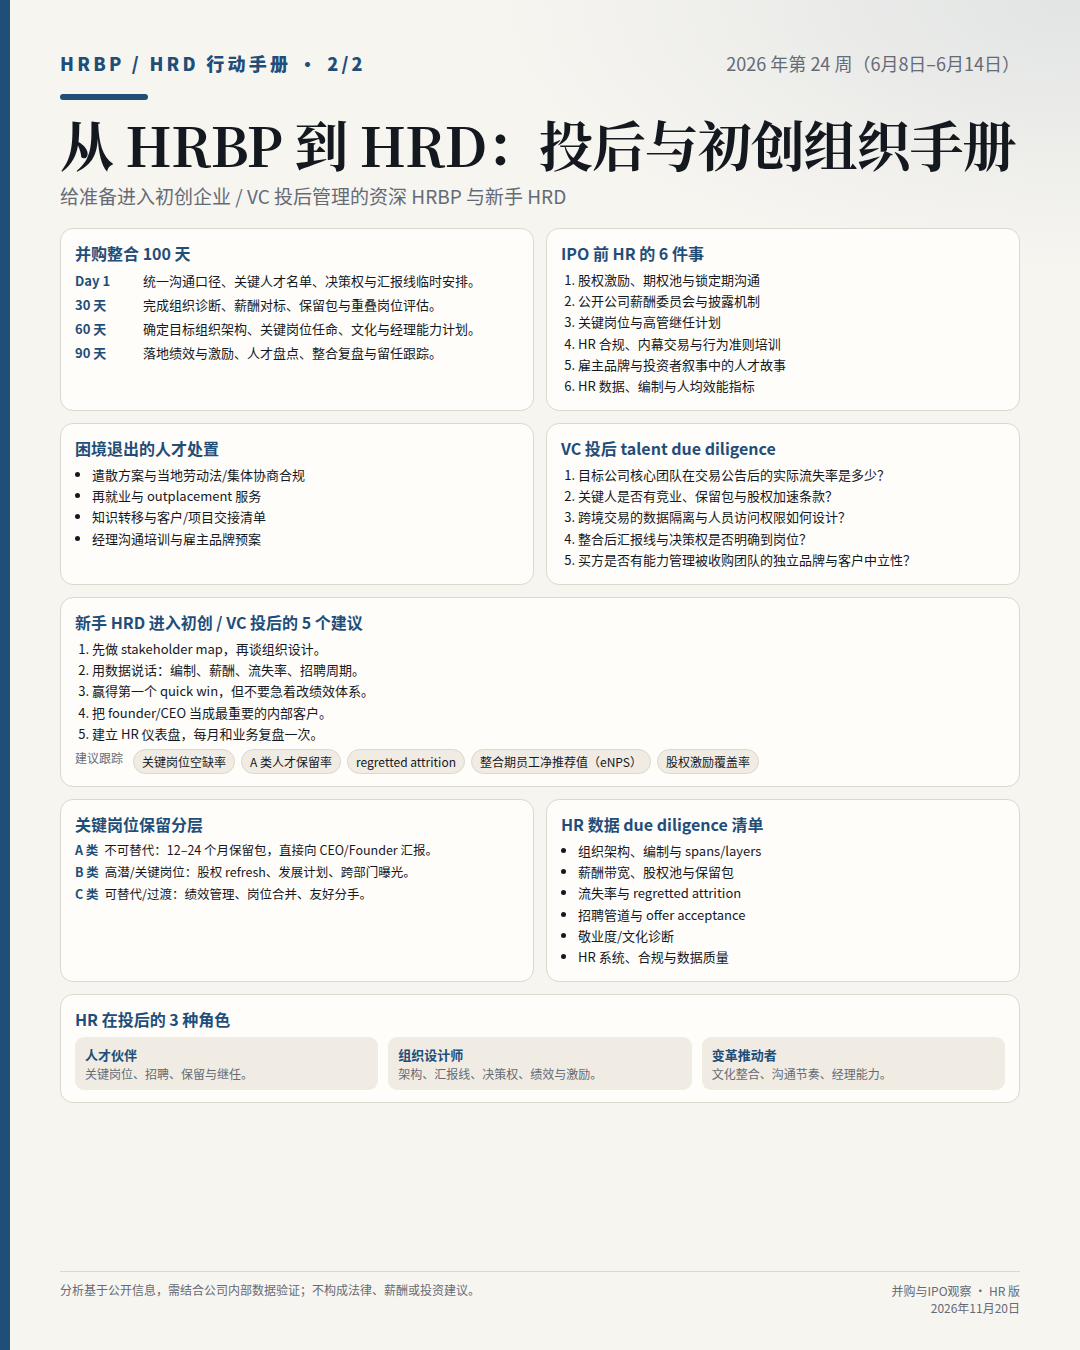 HRBP / HRD 行动手册 · 2/2
2026 年第 24 周（6月8日–6月14日）
从 HRBP 到 HRD：投后与初创组织手册
给准备进入初创企业 / VC 投后管理的资深 HRBP 与新手 HRD
并购整合 100 天
Day 1 统一沟通口径、关键人才名单、决策权与汇报线临时安排。
30 天 完成组织诊断、薪酬对标、保留包与重叠岗位评估。
60 天 确定目标组织架构、关键岗位任命、文化与经理能力计划。
90 天 落地绩效与激励、人才盘点、整合复盘与留任跟踪。
IPO 前 HR 的 6 件事
1. 股权激励、期权池与锁定期沟通
2. 公开公司薪酬委员会与披露机制
3. 关键岗位与高管继任计划
4. HR 合规、内幕交易与行为准则培训
5. 雇主品牌与投资者叙事中的人才故事
6. HR 数据、编制与人均效能指标
困境退出的人才处置
• 遣散方案与当地劳动法/集体协商合规
• 再就业与 outplacement 服务
• 知识转移与客户/项目交接清单
• 经理沟通培训与雇主品牌预案
VC 投后 talent due diligence
1. 目标公司核心团队在交易公告后的实际流失率是多少？
2. 关键人是否有竞业、保留包与股权加速条款？
3. 跨境交易的数据隔离与人员访问权限如何设计？
4. 整合后汇报线与决策权是否明确到岗位？
5. 买方是否有能力管理被收购团队的独立品牌与客户中立性？
新手 HRD 进入初创 / VC 投后的 5 个建议
1. 先做 stakeholder map，再谈组织设计。
2. 用数据说话：编制、薪酬、流失率、招聘周期。
3. 赢得第一个 quick win，但不要急着改绩效体系。
4. 把 founder/CEO 当成最重要的内部客户。
5. 建立 HR 仪表盘，每月和业务复盘一次。
建议跟踪 关键岗位空缺率 A 类人才保留率 regretted attrition 整合期员工净推荐值（eNPS） 股权激励覆盖率
关键岗位保留分层
A 类 不可替代：12–24 个月保留包，直接向 CEO/Founder 汇报。
B 类 高潜/关键岗位：股权 refresh、发展计划、跨部门曝光。
C 类 可替代/过渡：绩效管理、岗位合并、友好分手。
HR 数据 due diligence 清单
• 组织架构、编制与 spans/layers
• 薪酬带宽、股权池与保留包
• 流失率与 regretted attrition
• 招聘管道与 offer acceptance
• 敬业度/文化诊断
• HR 系统、合规与数据质量
HR 在投后的 3 种角色
人才伙伴
关键岗位、招聘、保留与继任。
组织设计师
架构、汇报线、决策权、绩效与激励。
变革推动者
文化整合、沟通节奏、经理能力。
分析基于公开信息，需结合公司内部数据验证；不构成法律、薪酬或投资建议。
并购与IPO观察 · HR 版
2026年11月20日